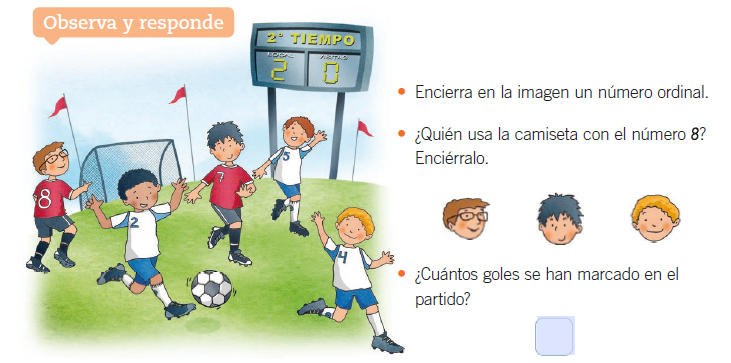 Observa y responde
2° TIEMPO
LOCAL
2 0
8
2
7
5
4
• Encierra en la imagen un número ordinal.
• ¿Quién usa la camiseta con el número 8?
Enciérralo.
• ¿Cuántos goles se han marcado en el
partido?